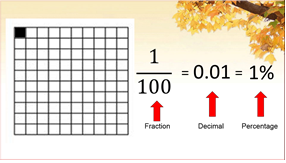 1/100 = 0.01 = 1%
Fraction Decimal Percentage